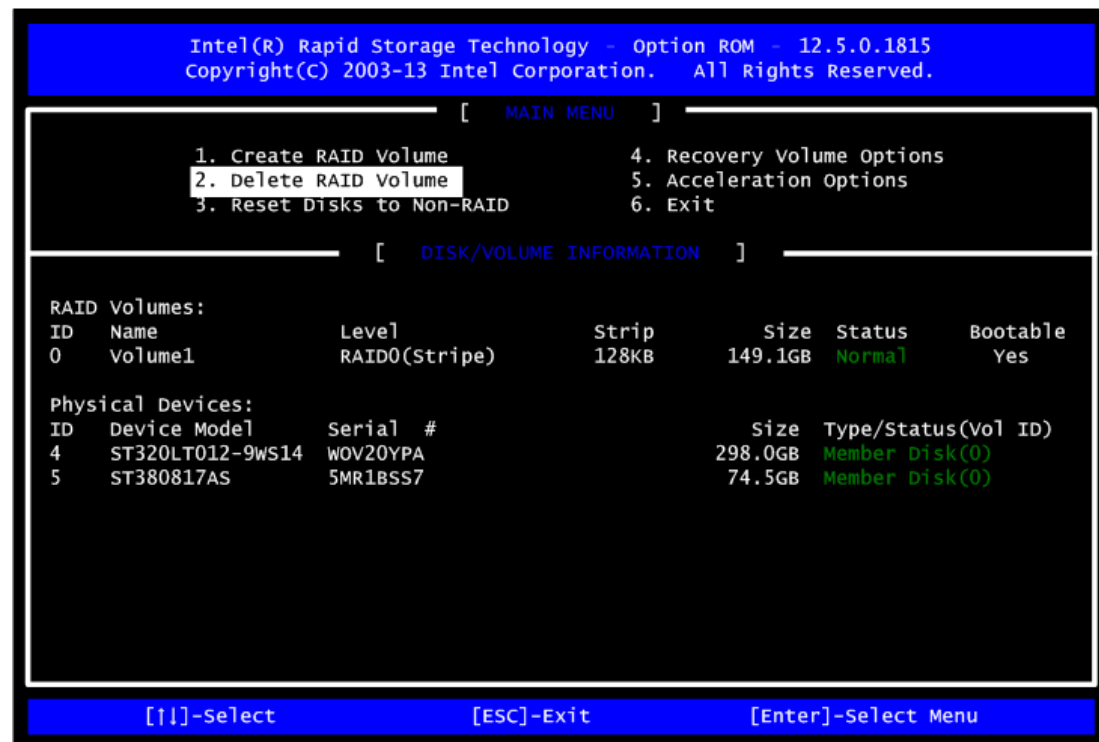 Intel(R) Rapid Storage Technology - Option ROM - 12.5.0.1815
Copyright(C) 2003-13 Intel Corporation. All Rights Reserved.
[ MAIN MENU ]
1. Create RAID Volume 4. Recovery Volume Options
2. Delete RAID Volume 5. Acceleration Options
3. Reset Disks to Non-RAID 6. Exit
[ DISK/VOLUME INFORMATION ]
RAID Volumes:
ID Name Level Strip Size Status Bootable
0 Volume1 RAID0(Stripe) 128KB 149.1GB Normal Yes
Physical Devices:
ID Device Model Serial # Size Type/Status(Vol ID)
4 ST320LT012-9WS14 WOV20YPA 298.0GB Member Disk(0)
5 ST380817AS 5MR1BSS7 74.5GB Member Disk(0)
[↑↓]-Select [ESC]-Exit [Enter]-Select Menu